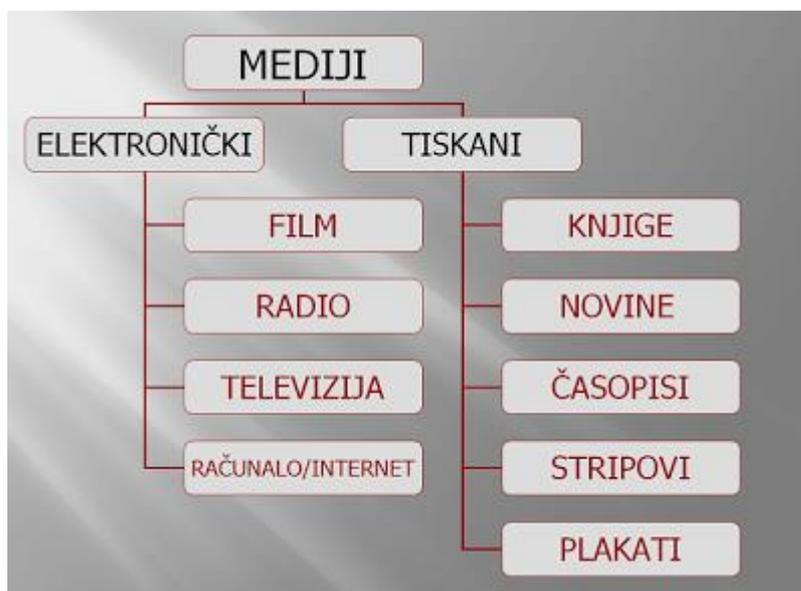 MEDIJI
ELEKTRONIČKI
FILM
RADIO
TELEVIZIJA
RAČUNALO/INTERNET
TISKANI
KNJIGE
NOVINE
ČASOPISI
STRIPOVI
PLAKATI